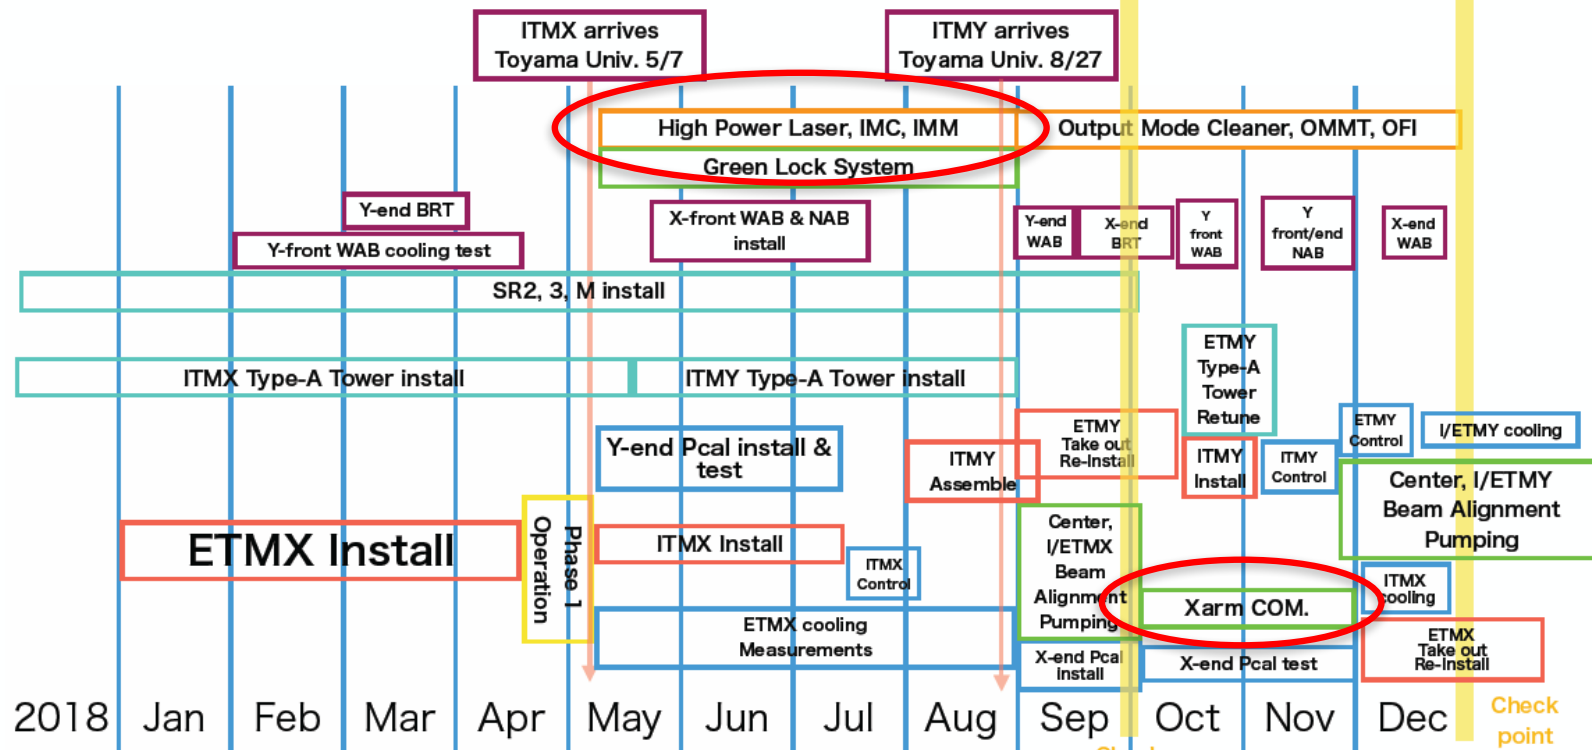 ITMX arrives
Toyama Univ. 5/7
ITMY arrives
Toyama Univ. 8/27
High Power Laser, IMC, IMM
Output Mode Cleaner, OMMT, OFI
Green Lock System
Y-end BRT
Y-front WAB cooling test
X-front WAB & NAB
install
Y-end
WAB
X-end
BRT
Y
front
WAB
Y
front/end
NAB
X-end
WAB
SR2, 3, M install
ITMX Type-A Tower install
ITMY Type-A Tower install
ETMY
Type-A
Tower
Retune
Y-end Pcal install &
test
ITMY
Assemble
ETMY
Take out
Re-Install
ITMY
Install
ITMY
Control
ETMY
Control
I/ETMY cooling
Center, I/ETMY
Beam Alignment
Pumping
ETMX Install
Phase 1
Operation
ITMX Install
ITMX
Control
Center,
I/ETMX
Beam
Alignment
Pumping
Xarm COM.
ITMX
cooling
ETMX cooling
Measurements
X-end Pcal
Install
X-end Pcal test
ETMX
Take out
Re-Install
2018 Jan Feb Mar Apr May Jun Jul Aug Sep Oct Nov Dec
Check
point